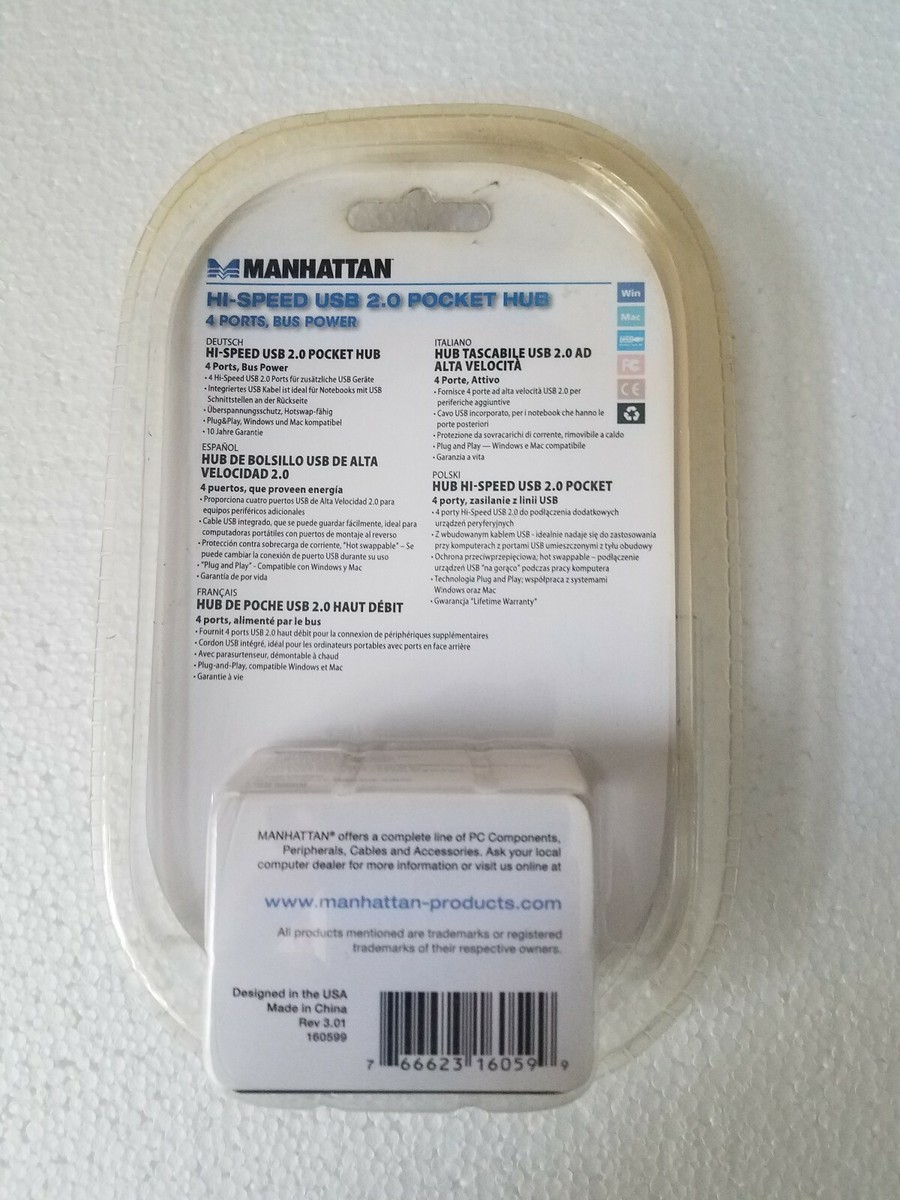 MANHATTAN
HI-SPEED USB 2.0 POCKET HUB
4 PORTS, BUS POWER
Win
Mac
USB
FC
CE
DEUTSCH
HI-SPEED USB 2.0 POCKET HUB
4 Ports, Bus Power
• 4 Hi-Speed USB 2.0 Ports für zusätzliche USB Geräte
• Integriertes USB Kabel ist ideal für Notebooks mit USB
Schnittstellen an der Rückseite
• Überspannungsschutz, Hotswap-fähig
• Plug&Play, Windows und Mac kompatibel
• 10 Jahre Garantie
ESPAÑOL
HUB DE BOLSILLO USB DE ALTA
VELOCIDAD 2.0
4 puertos, que proveen energía
• Proporciona cuatro puertos USB de Alta Velocidad 2.0 para
equipos periféricos adicionales
• Cable USB integrado, que se puede guardar fácilmente, ideal para
computadoras portátiles con puertos de montaje al reverso
• Protección contra sobrecarga de corriente, "Hot swappable" – Se
puede cambiar la conexión de puerto USB durante su uso
• "Plug and Play" - Compatible con Windows y Mac
• Garantía de por vida
FRANÇAIS
HUB DE POCHE USB 2.0 HAUT DÉBIT
4 ports, alimenté par le bus
• Fournit 4 ports USB 2.0 haut débit pour la connexion de périphériques supplémentaires
• Cordon USB intégré, idéal pour les ordinateurs portables avec ports en face arrière
• Avec parasurtenseur, démontable à chaud
• Plug-and-Play, compatible Windows et Mac
• Garantie à vie
ITALIANO
HUB TASCABILE USB 2.0 AD
ALTA VELOCITÀ
4 Porte, Attivo
• Fornisce 4 porte ad alta velocità USB 2.0 per
periferiche aggiuntive
• Cavo USB incorporato, per i notebook che hanno le
porte posteriori
• Protezione da sovracarichi di corrente, rimovibile a caldo
• Plug and Play — Windows e Mac compatibile
• Garanzia a vita
POLSKI
HUB HI-SPEED USB 2.0 POCKET
4 porty, zasilanie z linii USB
• 4 porty Hi-Speed USB 2.0 do podłączenia dodatkowych
urządzeń peryferyjnych
• Z wbudowanym kablem USB - idealnie nadaje się do zastosowania
przy komputerach z portami USB umieszczonymi z tyłu obudowy
• Ochrona przeciwprzepięciowa; hot swappable – podłączenie
urządzeń USB "na gorąco" podczas pracy komputera
• Technologia Plug and Play; współpraca z systemami
Windows oraz Mac
• Gwarancja "Lifetime Warranty"
MANHATTAN® offers a complete line of PC Components,
Peripherals, Cables and Accessories. Ask your local
computer dealer for more information or visit us online at
www.manhattan-products.com
All products mentioned are trademarks or registered
trademarks of their respective owners.
Designed in the USA
Made in China
Rev 3.01
160599
7 66623 16059 9